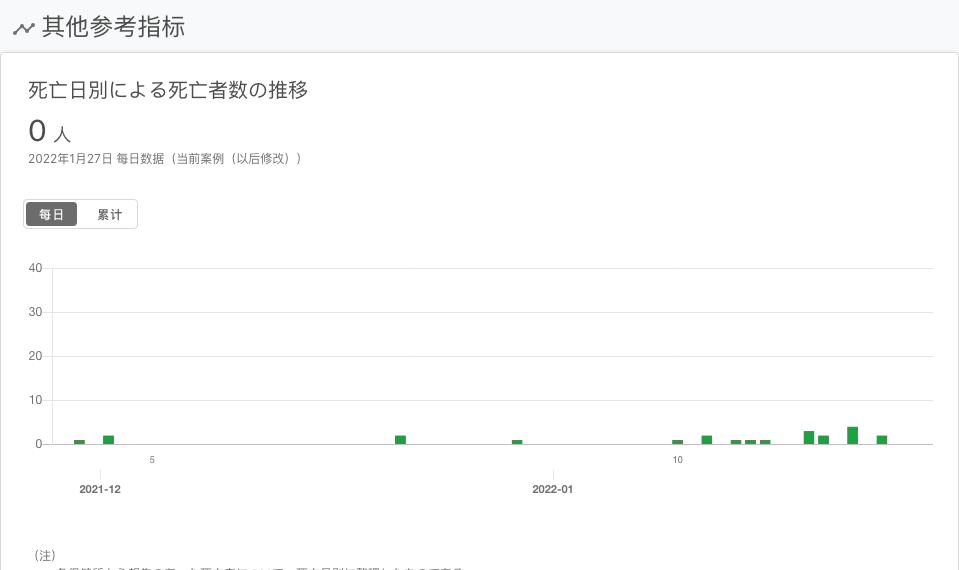 其他参考指标
死亡日別による死亡者数の推移
0 人
2022年1月27日 每日数据（当前案例（以后修改））
每日 累计
40
30
20
10
0
5 10
2021-12 2022-01
（注）